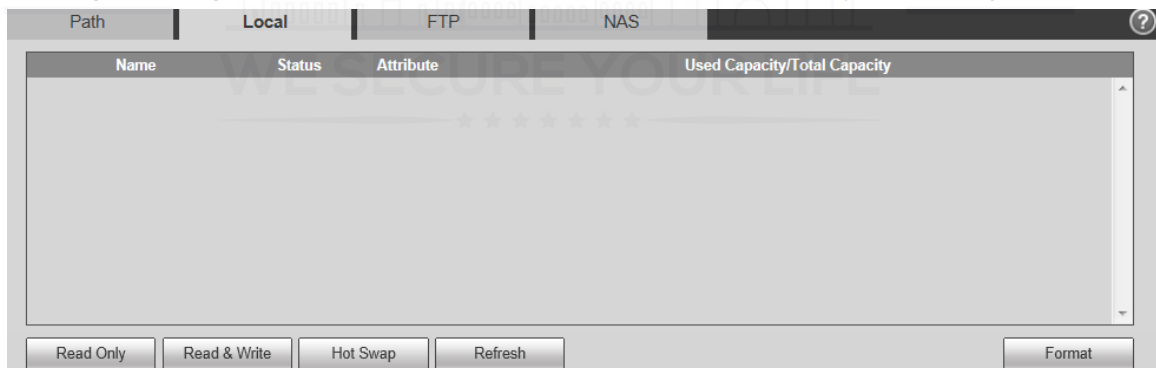 Path Local FTP NAS ?
Name Status Attribute Used Capacity/Total Capacity
WE SECURE YOUR LIFE
Read Only Read & Write Hot Swap Refresh Format